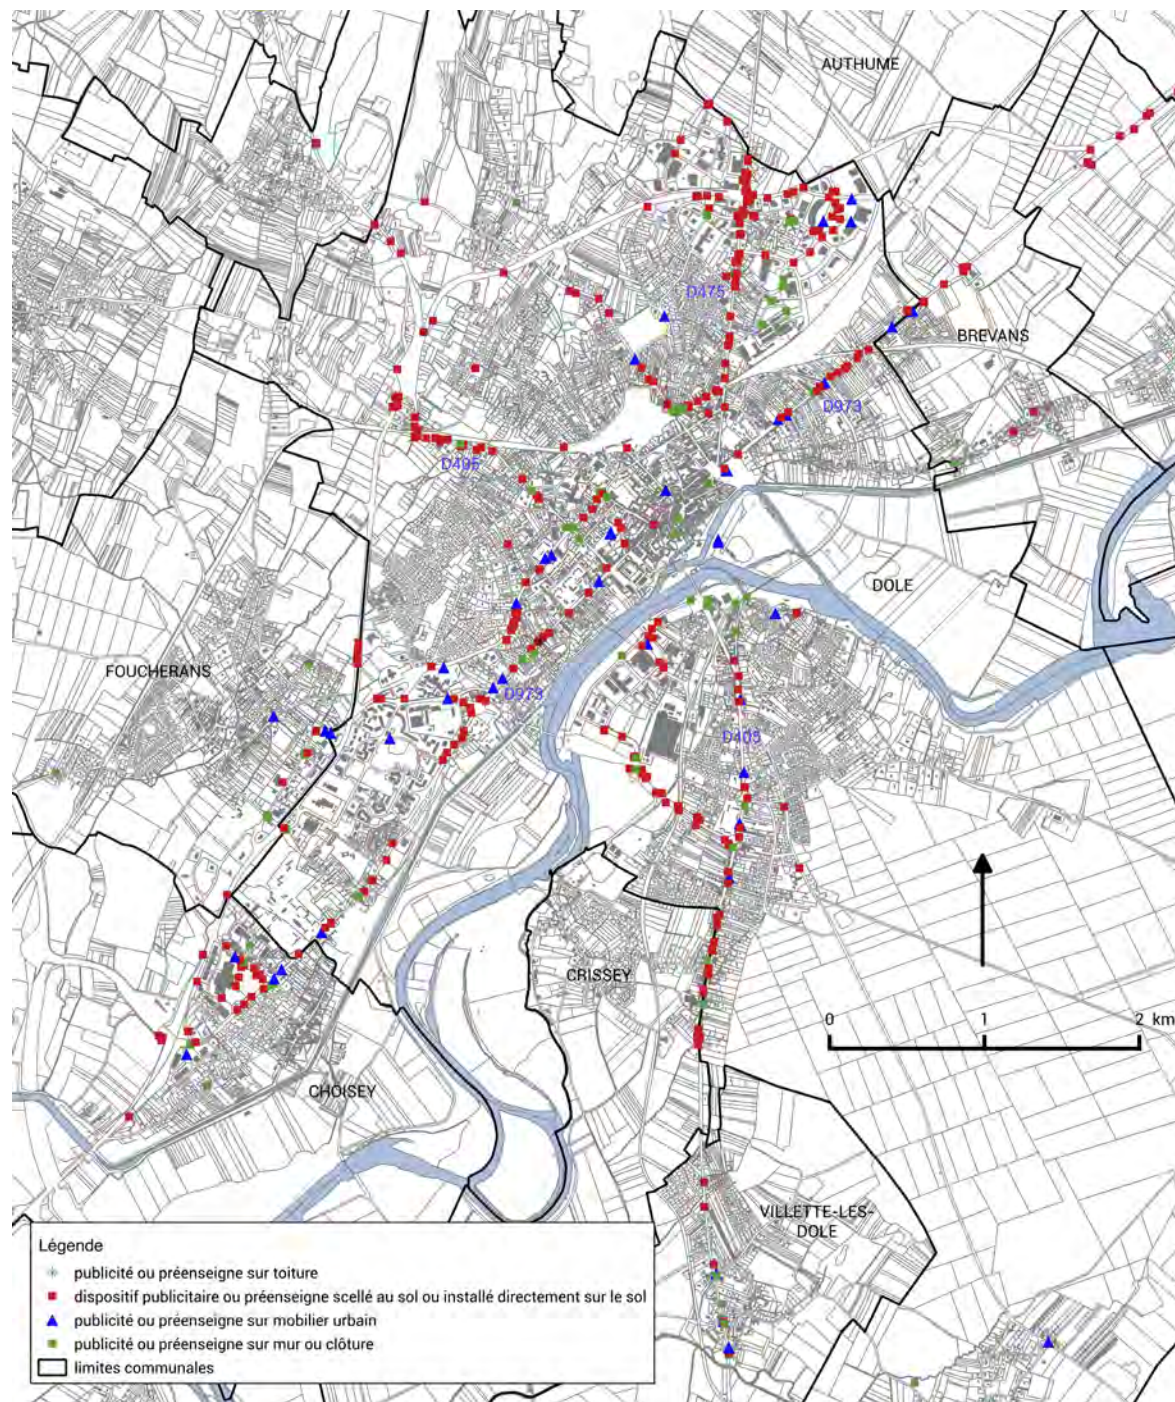 AUTHUME
D475
BREVANS
D973
D405
DOLE
FOUCHERANS
D973
D405
CRISSEY
0 1 2 km
CHOISEY
VILLETTE-LES-
DOLE
Légende
publicité ou préenseigne sur toiture
dispositif publicitaire ou préenseigne scellé au sol ou installé directement sur le sol
publicité ou préenseigne sur mobilier urbain
publicité ou préenseigne sur mur ou clôture
limites communales